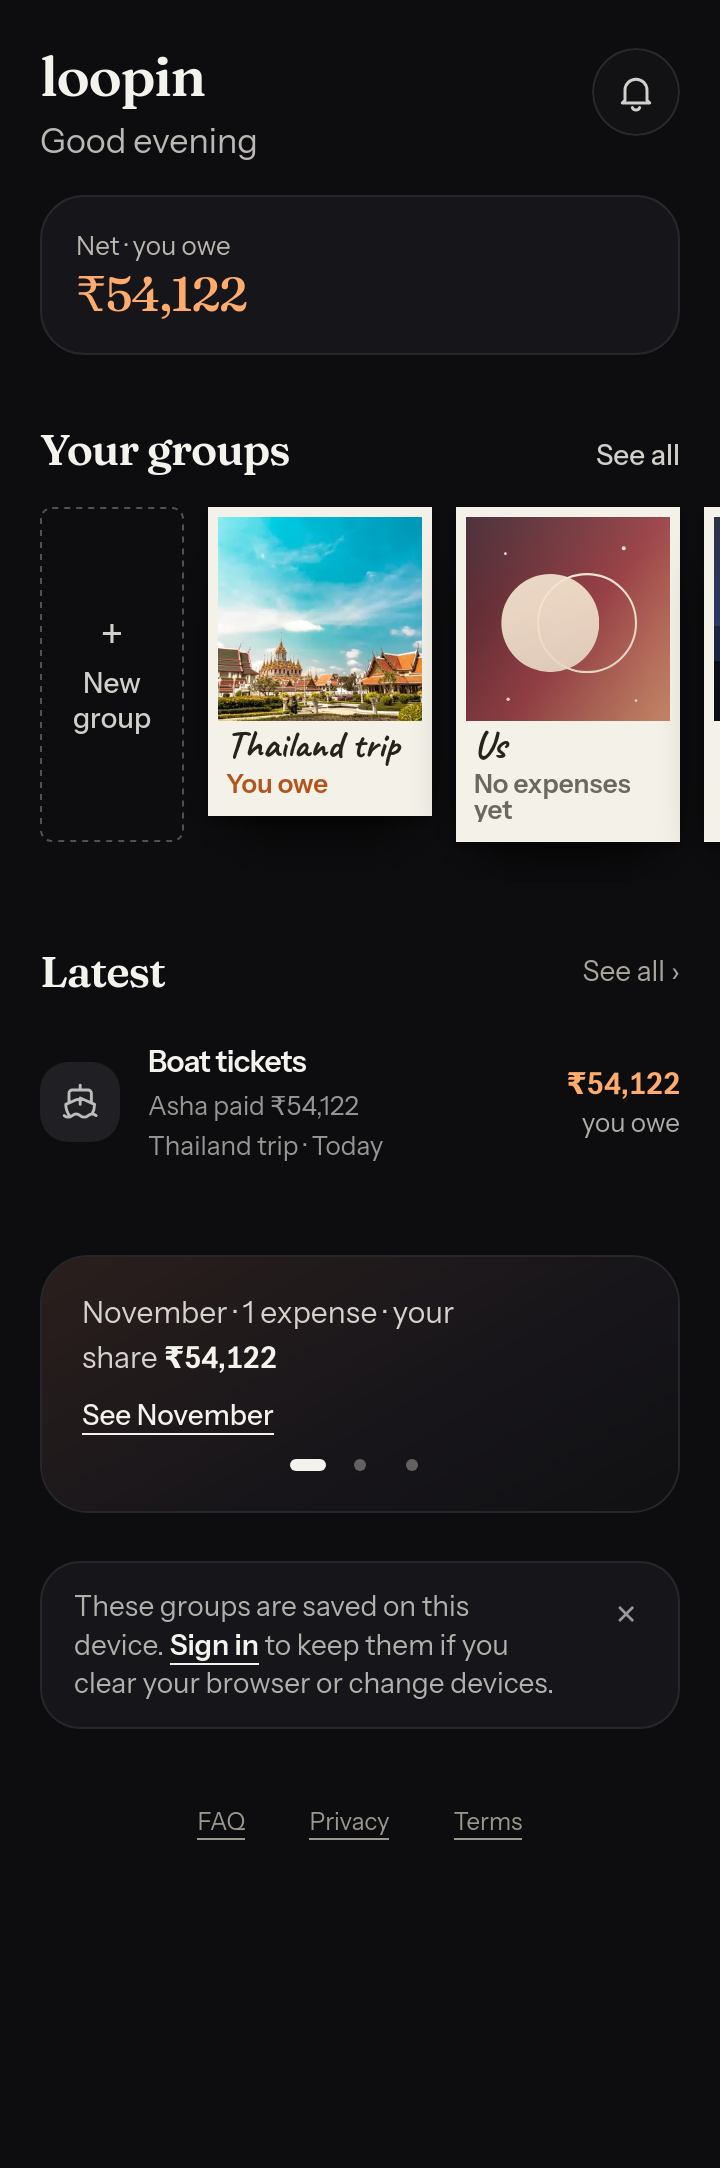 loopin
Good evening
Net · you owe
₹54,122
Your groups
See all
+
New
group
Thailand trip
You owe
Us
No expenses
yet
Latest
See all ›
Boat tickets
Asha paid ₹54,122
Thailand trip · Today
₹54,122
you owe
November · 1 expense · your
share ₹54,122
See November
These groups are saved on this
device. Sign in to keep them if you
clear your browser or change devices.
×
FAQ
Privacy
Terms